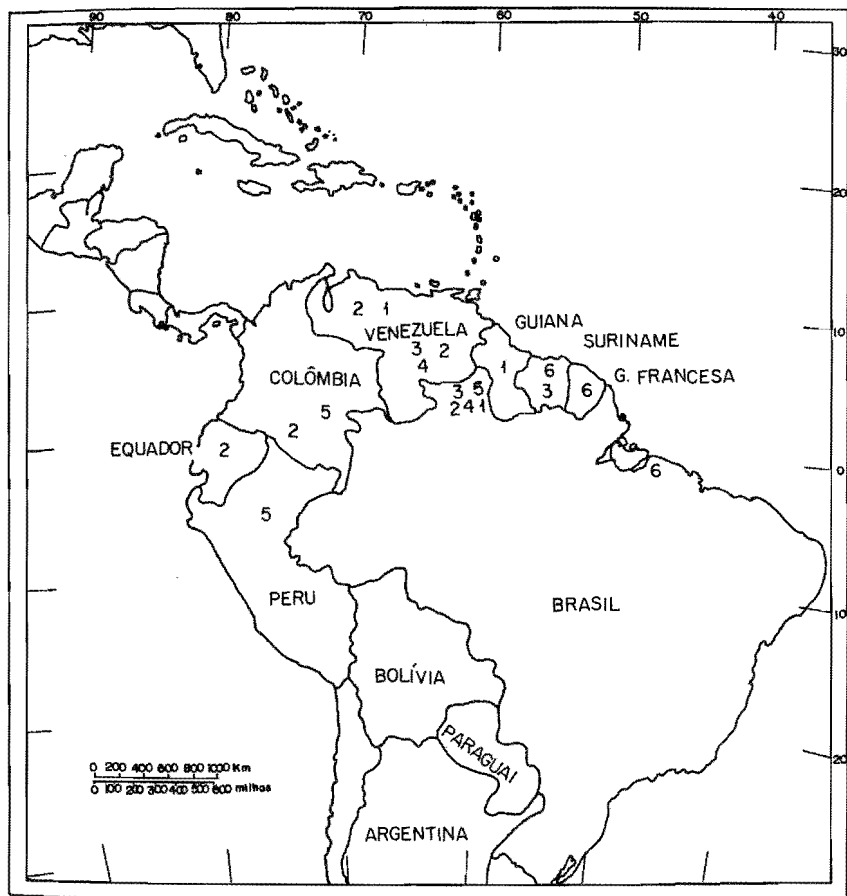 90 80 70 60 50 40
30
20
2 1
GUIANA
10
VENEZUELA
SURINAME
3 2
4
1
6
G. FRANCESA
COLÔMBIA
3 5
3
6
5
2 4 1
2
EQUADOR
2
6
0
5
PERU
BRASIL
10
BOLÍVIA
PARAGUAI
20
0 200 400 600 800 1000 Km
0 100 200 300 400 500 600 milhas
ARGENTINA